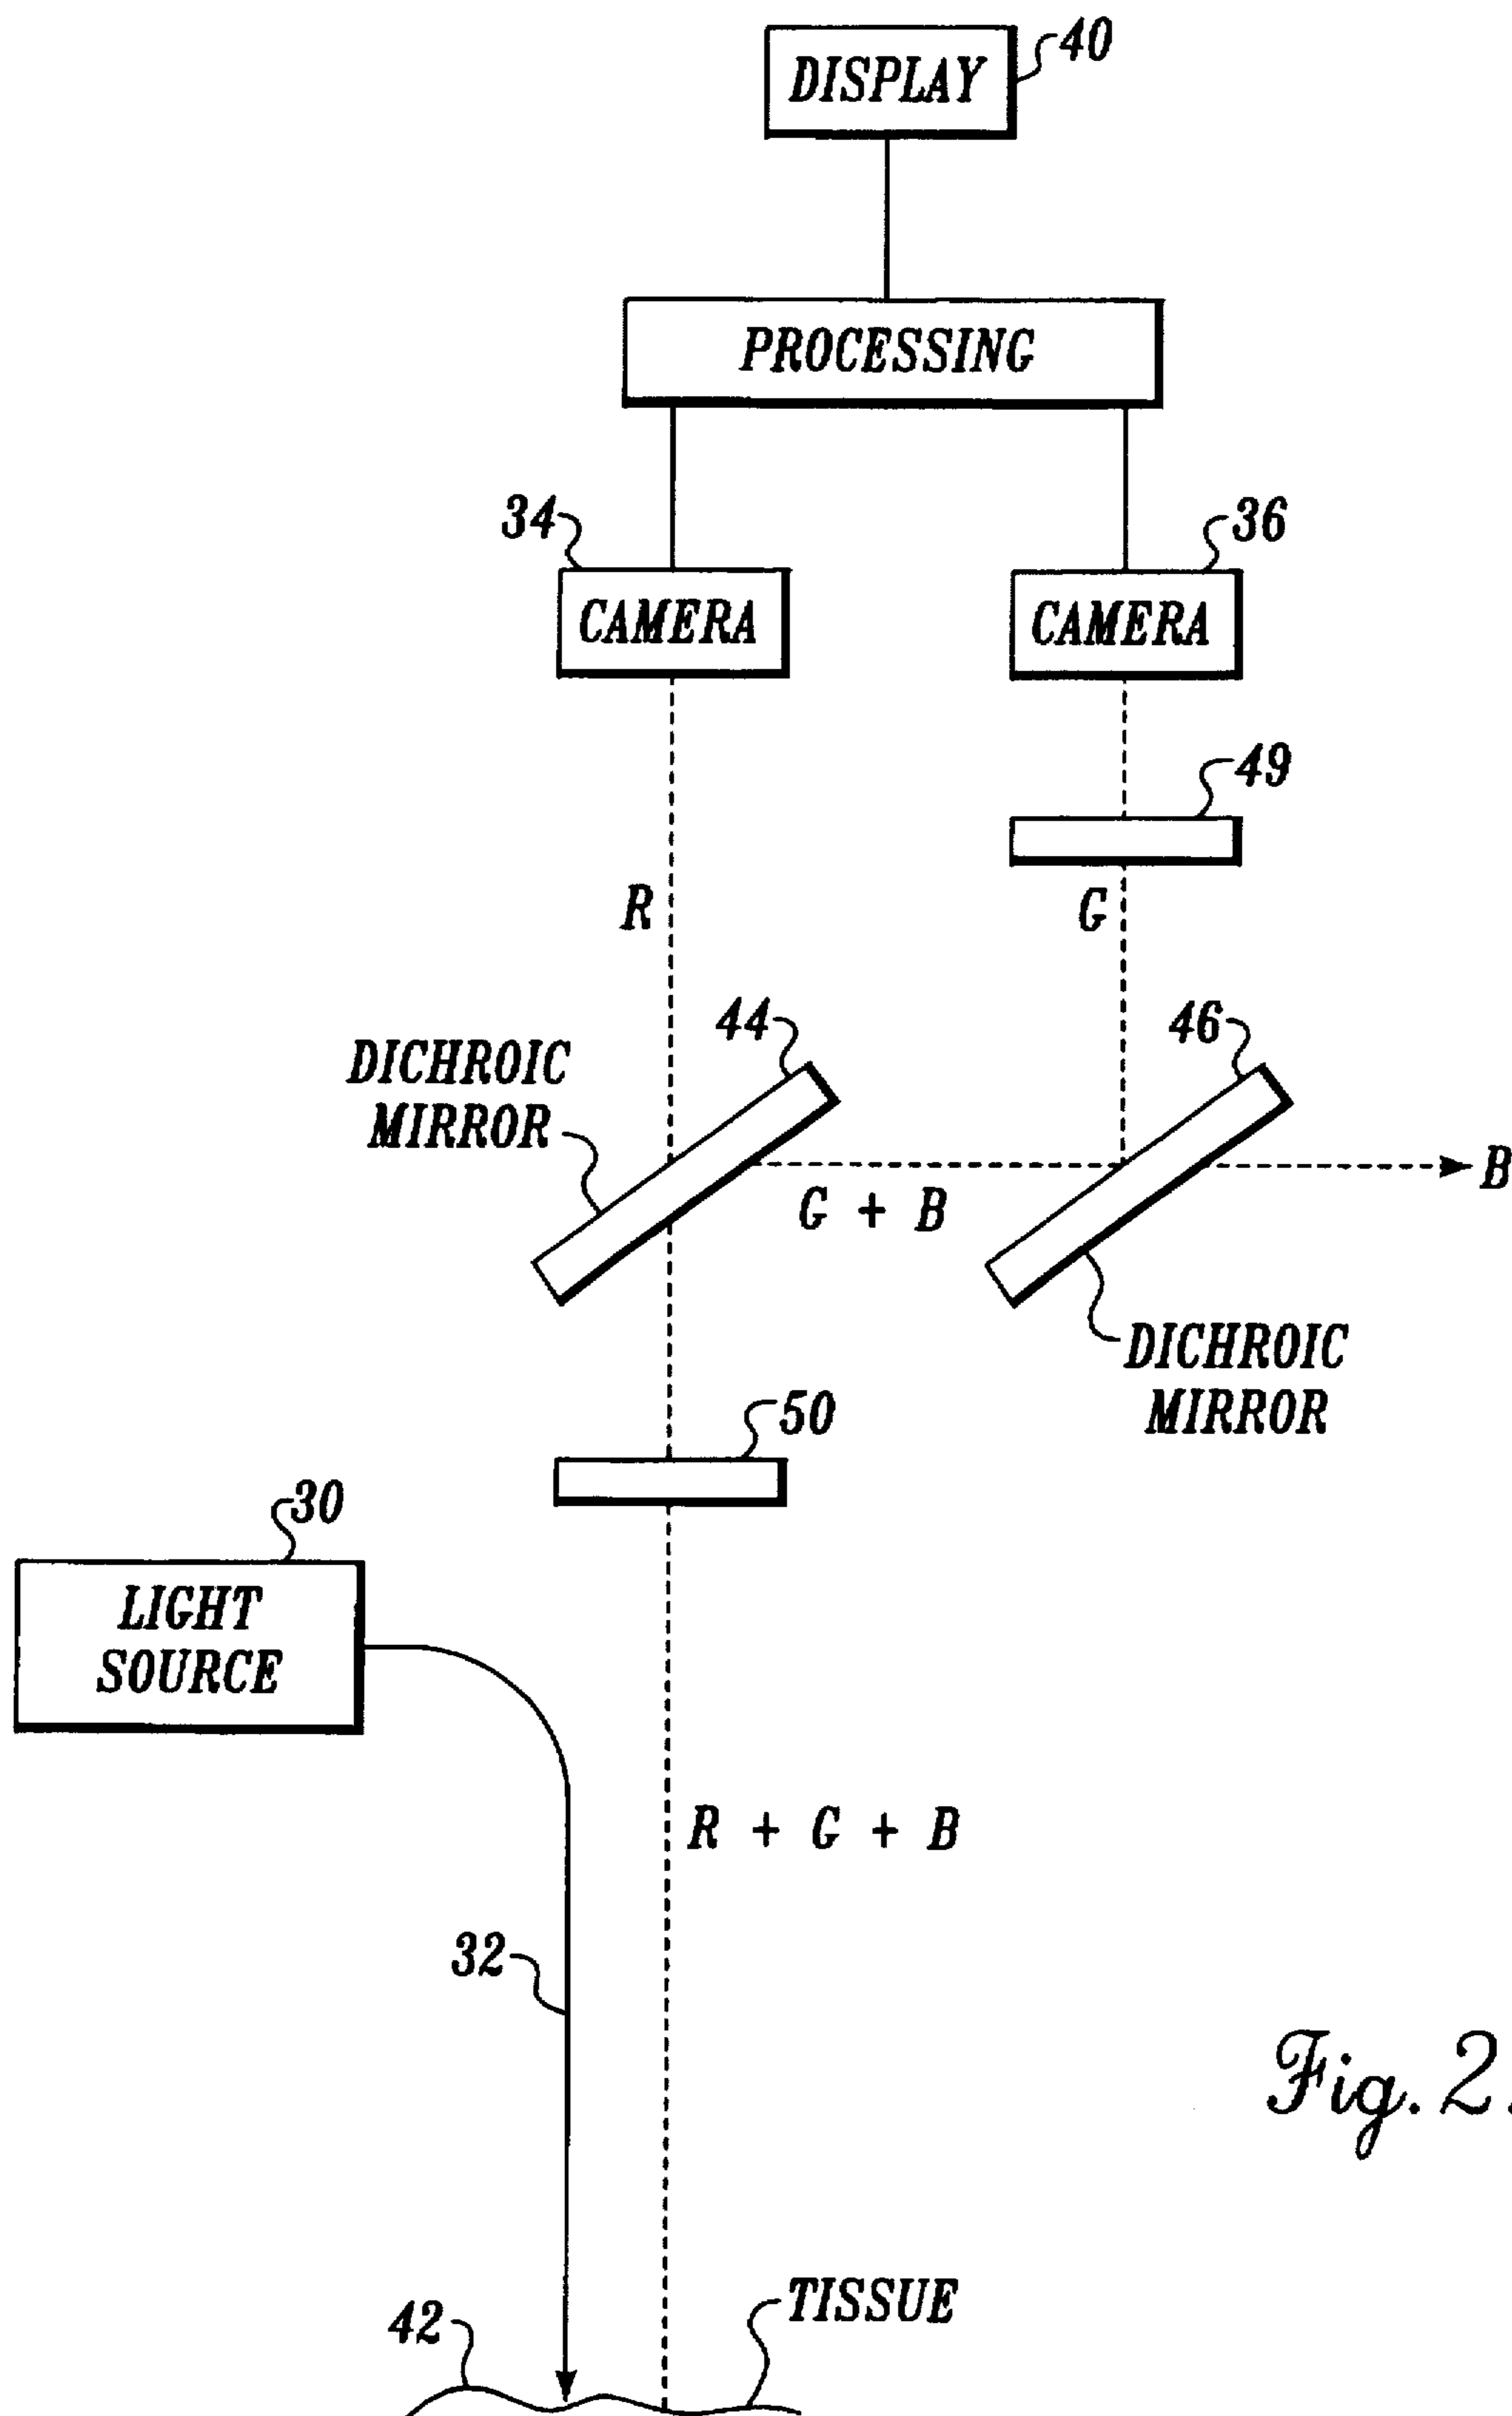 DISPLAY
40
PROCESSING
34
36
CAMERA
CAMERA
49
R
G
44
46
DICHROIC
MIRROR
B
G + B
DICHROIC
MIRROR
50
30
LIGHT
SOURCE
R + G + B
32
Fig. 2.
42
TISSUE